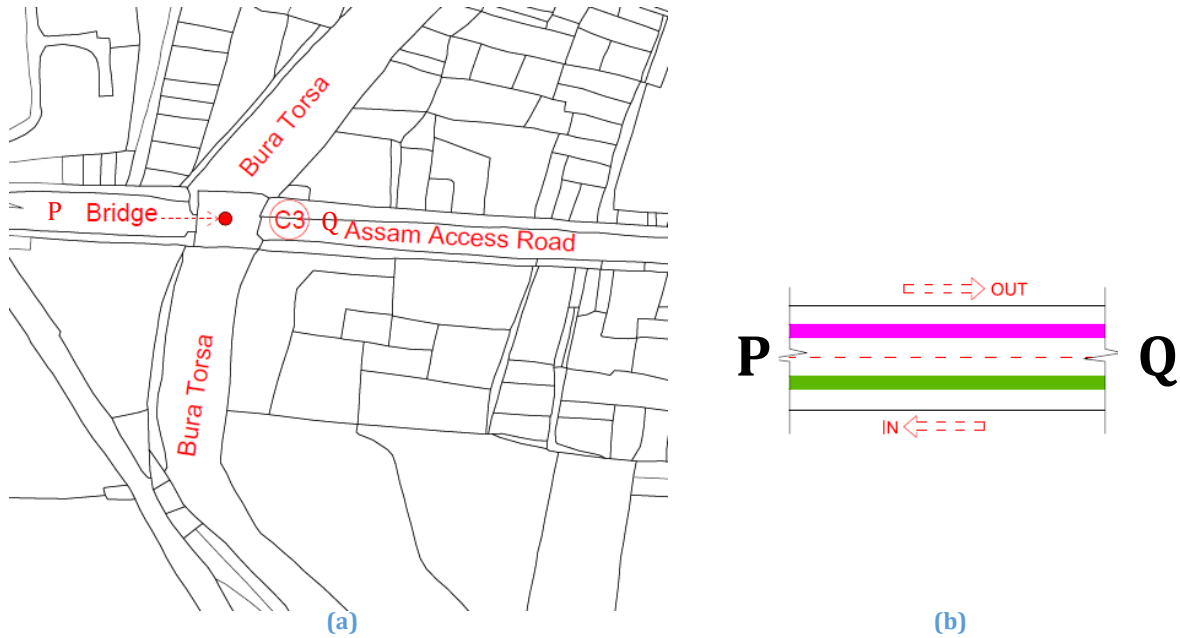 Bura Torsa
P Bridge
C3 Q
Assam Access Road
Bura Torsa
(a)
OUT
P
Q
IN
(b)